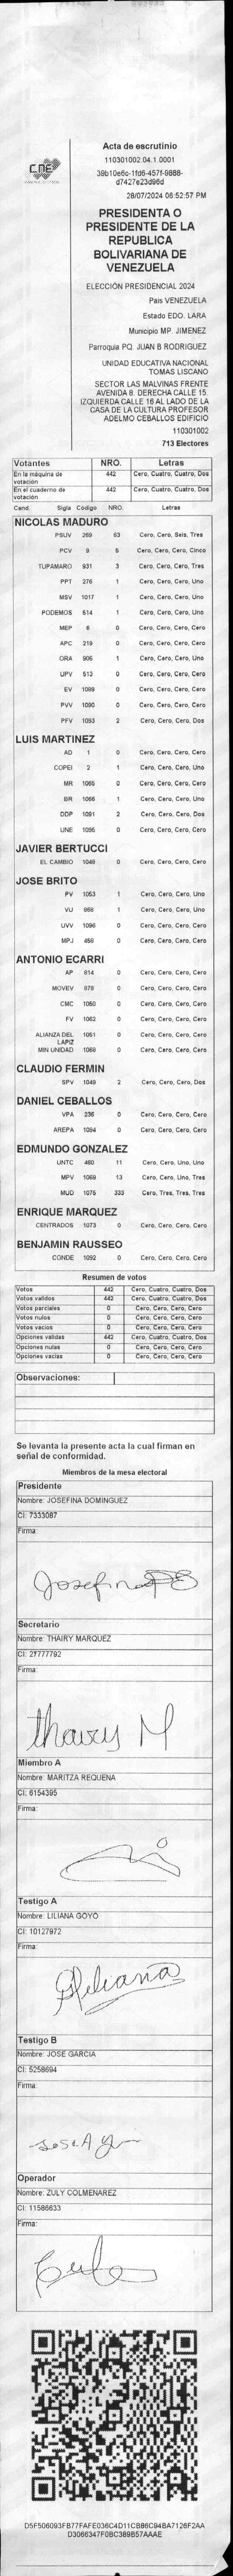 CNE
Acta de escrutinio
110301002.04.1.0001
39b10e6c-1fd6-457f-9888-
d7427e23d96d
28/07/2024 06:52:57 PM
PRESIDENTA O
PRESIDENTE DE LA
REPUBLICA
BOLIVARIANA DE
VENEZUELA
ELECCIÓN PRESIDENCIAL 2024
Pais VENEZUELA
Estado EDO. LARA
Municipio MP. JIMENEZ
Parroquia PQ. JUAN B RODRIGUEZ
UNIDAD EDUCATIVA NACIONAL
TOMAS LISCANO
SECTOR LAS MALVINAS FRENTE
AVENIDA 8. DERECHA CALLE 15.
IZQUIERDA CALLE 16 AL LADO DE LA
CASA DE LA CULTURA PROFESOR
ADELMO CEBALLOS EDIFICIO
110301002
713 Electores
Votantes NRO. Letras
En la máquina de votación 442 Cero, Cuatro, Cuatro, Dos
En el cuaderno de votación 442 Cero, Cuatro, Cuatro, Dos
Cand. Sigla Codigo NRO. Letras
NICOLAS MADURO
PSUV 269 63 Cero, Cero, Seis, Tres
PCV 9 5 Cero, Cero, Cero, Cinco
TUPAMARO 931 3 Cero, Cero, Cero, Tres
PPT 276 1 Cero, Cero, Cero, Uno
MSV 1017 1 Cero, Cero, Cero, Uno
PODEMOS 514 1 Cero, Cero, Cero, Uno
MEP 6 0 Cero, Cero, Cero, Cero
APC 219 0 Cero, Cero, Cero, Cero
ORA 906 1 Cero, Cero, Cero, Uno
UPV 513 0 Cero, Cero, Cero, Cero
EV 1089 0 Cero, Cero, Cero, Cero
PVV 1090 0 Cero, Cero, Cero, Cero
PFV 1093 2 Cero, Cero, Cero, Dos
LUIS MARTINEZ
AD 1 0 Cero, Cero, Cero, Cero
COPEI 2 1 Cero, Cero, Cero, Uno
MR 1065 0 Cero, Cero, Cero, Cero
BR 1066 1 Cero, Cero, Cero, Uno
DDP 1091 2 Cero, Cero, Cero, Dos
UNE 1095 0 Cero, Cero, Cero, Cero
JAVIER BERTUCCI
EL CAMBIO 1048 0 Cero, Cero, Cero, Cero
JOSE BRITO
PV 1053 1 Cero, Cero, Cero, Uno
VU 968 1 Cero, Cero, Cero, Uno
UVV 1096 0 Cero, Cero, Cero, Cero
MPJ 458 0 Cero, Cero, Cero, Cero
ANTONIO ECARRI
AP 814 0 Cero, Cero, Cero, Cero
MOVEV 878 0 Cero, Cero, Cero, Cero
CMC 1050 0 Cero, Cero, Cero, Cero
FV 1062 0 Cero, Cero, Cero, Cero
ALIANZA DEL LAPIZ 1051 0 Cero, Cero, Cero, Cero
MIN UNIDAD 1068 0 Cero, Cero, Cero, Cero
CLAUDIO FERMIN
SPV 1049 2 Cero, Cero, Cero, Dos
DANIEL CEBALLOS
VPA 236 0 Cero, Cero, Cero, Cero
AREPA 1094 0 Cero, Cero, Cero, Cero
EDMUNDO GONZALEZ
UNTC 460 11 Cero, Cero, Uno, Uno
MPV 1069 13 Cero, Cero, Uno, Tres
MUD 1075 333 Cero, Tres, Tres, Tres
ENRIQUE MARQUEZ
CENTRADOS 1073 0 Cero, Cero, Cero, Cero
BENJAMIN RAUSSEO
CONDE 1092 0 Cero, Cero, Cero, Cero
Resumen de votos
Votos 442 Cero, Cuatro, Cuatro, Dos
Votos validos 442 Cero, Cuatro, Cuatro, Dos
Votos parciales 0 Cero, Cero, Cero, Cero
Votos nulos 0 Cero, Cero, Cero, Cero
Votos vacios 0 Cero, Cero, Cero, Cero
Opciones validas 442 Cero, Cuatro, Cuatro, Dos
Opciones nulas 0 Cero, Cero, Cero, Cero
Opciones vacias 0 Cero, Cero, Cero, Cero
Observaciones:
Se levanta la presente acta la cual firman en
señal de conformidad.
Miembros de la mesa electoral
Presidente
Nombre: JOSEFINA DOMINGUEZ
CI: 7333087
Firma:
Secretario
Nombre: THAIRY MARQUEZ
CI: 27777792
Firma:
Thairy M
Miembro A
Nombre: MARITZA REQUENA
CI: 6154395
Firma:
Testigo A
Nombre: LILIANA GOYO
CI: 10127972
Firma:
Liliana
Testigo B
Nombre: JOSE GARCIA
CI: 5258694
Firma:
Operador
Nombre: ZULY COLMENAREZ
CI: 11586633
Firma:
D5F506093FB77FAFE036C4D11CB86C94BA7126F2AA
D3066347F0BC389B57AAAE